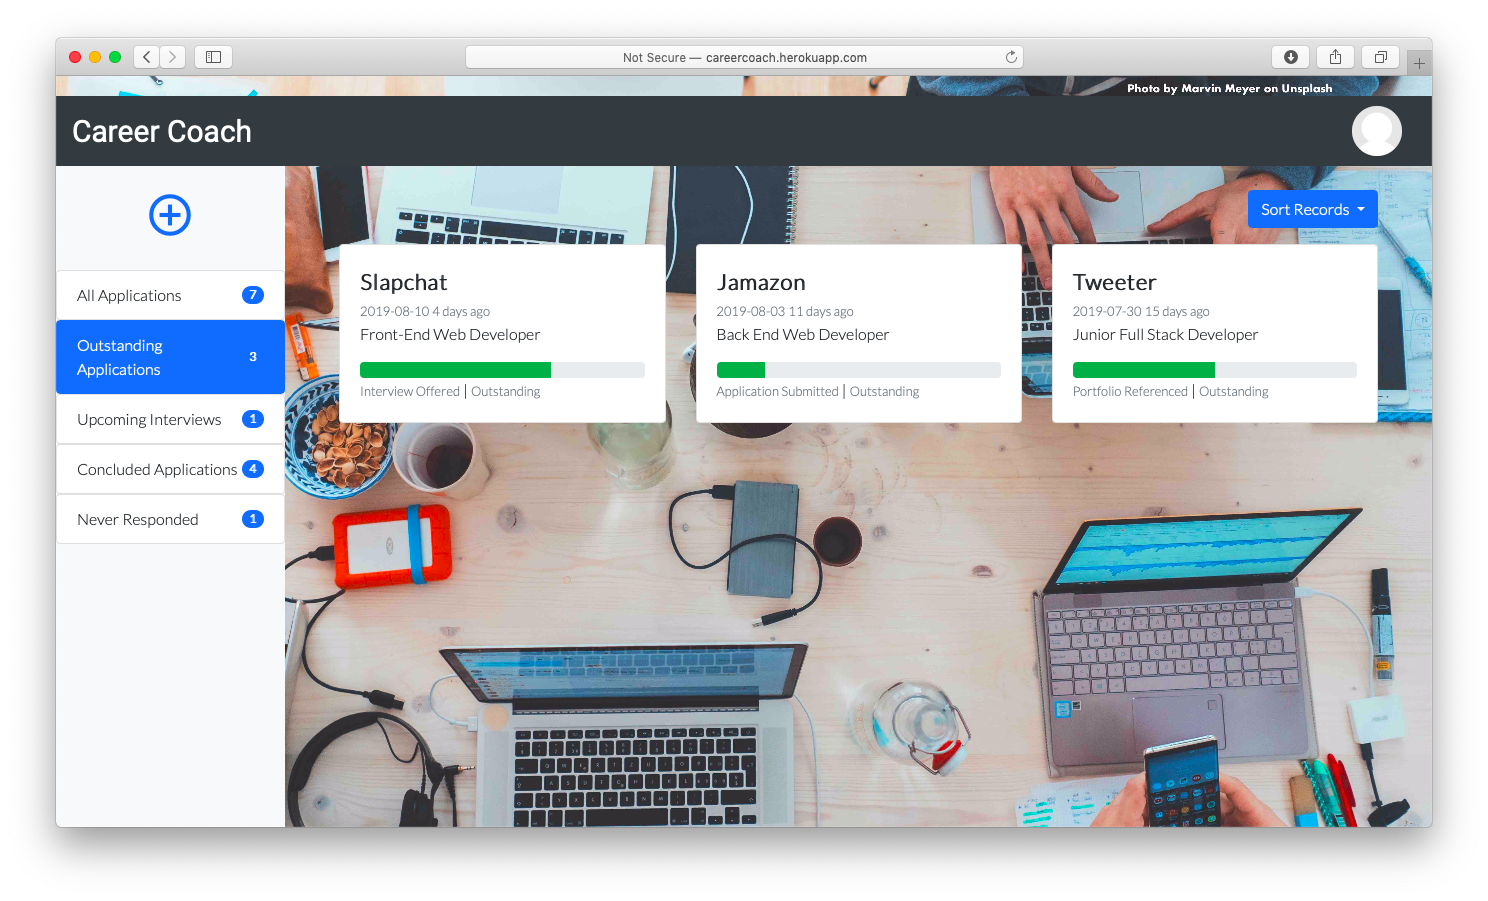 Not Secure — careercoach.herokuapp.com
Photo by Marvin Meyer on Unsplash
Career Coach
Sort Records
All Applications 7
Outstanding
Applications 3
Upcoming Interviews 1
Concluded Applications 4
Never Responded 1
Slapchat
2019-08-10 4 days ago
Front-End Web Developer
Interview Offered | Outstanding
Jamazon
2019-08-03 11 days ago
Back End Web Developer
Application Submitted | Outstanding
Tweeter
2019-07-30 15 days ago
Junior Full Stack Developer
Portfolio Referenced | Outstanding